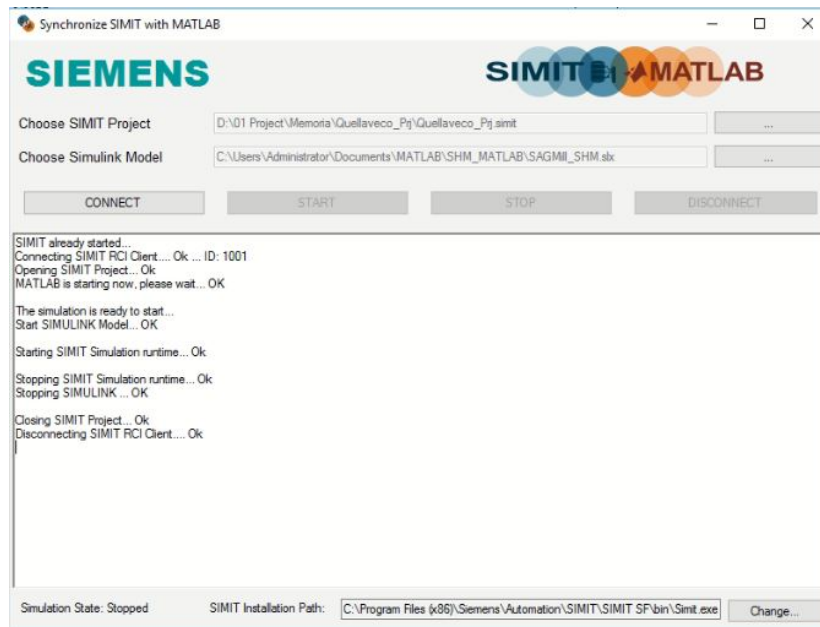 Synchronize SIMIT with MATLAB
SIEMENS
SIMIT MATLAB
Choose SIMIT Project D:\01 Project\Memoria\Quellaveco_Prj\Quellaveco_Prj.simit ...
Choose Simulink Model C:\Users\Administrator\Documents\MATLAB\SHM_MATLAB\SAGMill_SHM.slx ...
CONNECT START STOP DISCONNECT
SIMIT already started...
Connecting SIMIT RCI Client.... Ok ... ID: 1001
Opening SIMIT Project... Ok
MATLAB is starting now, please wait... OK
The simulation is ready to start...
Start SIMULINK Model... OK
Starting SIMIT Simulation runtime... Ok
Stopping SIMIT Simulation runtime... Ok
Stopping SIMULINK ... OK
Closing SIMIT Project... Ok
Disconnecting SIMIT RCI Client.... Ok
Simulation State: Stopped SIMIT Installation Path: C:\Program Files (x86)\Siemens\Automation\SIMIT\SIMIT SF\bin\Simit.exe Change...